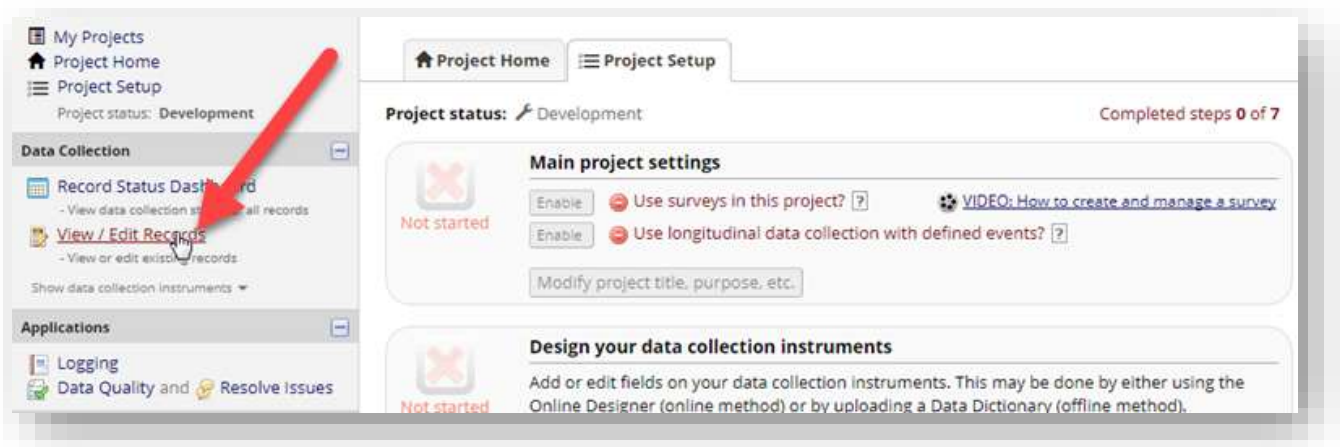 My Projects
Project Home
Project Setup
Project status: Development
Data Collection
Record Status Dashboard
- View data collection status of all records
View / Edit Records
- View or edit existing records
Show data collection instruments
Applications
Logging
Data Quality and Resolve Issues
Project Home Project Setup
Project status: Development Completed steps 0 of 7
Main project settings
Not started
Enable Use surveys in this project? ? VIDEO: How to create and manage a survey
Enable Use longitudinal data collection with defined events? ?
Modify project title, purpose, etc.
Design your data collection instruments
Not started
Add or edit fields on your data collection instruments. This may be done by either using the
Online Designer (online method) or by uploading a Data Dictionary (offline method).